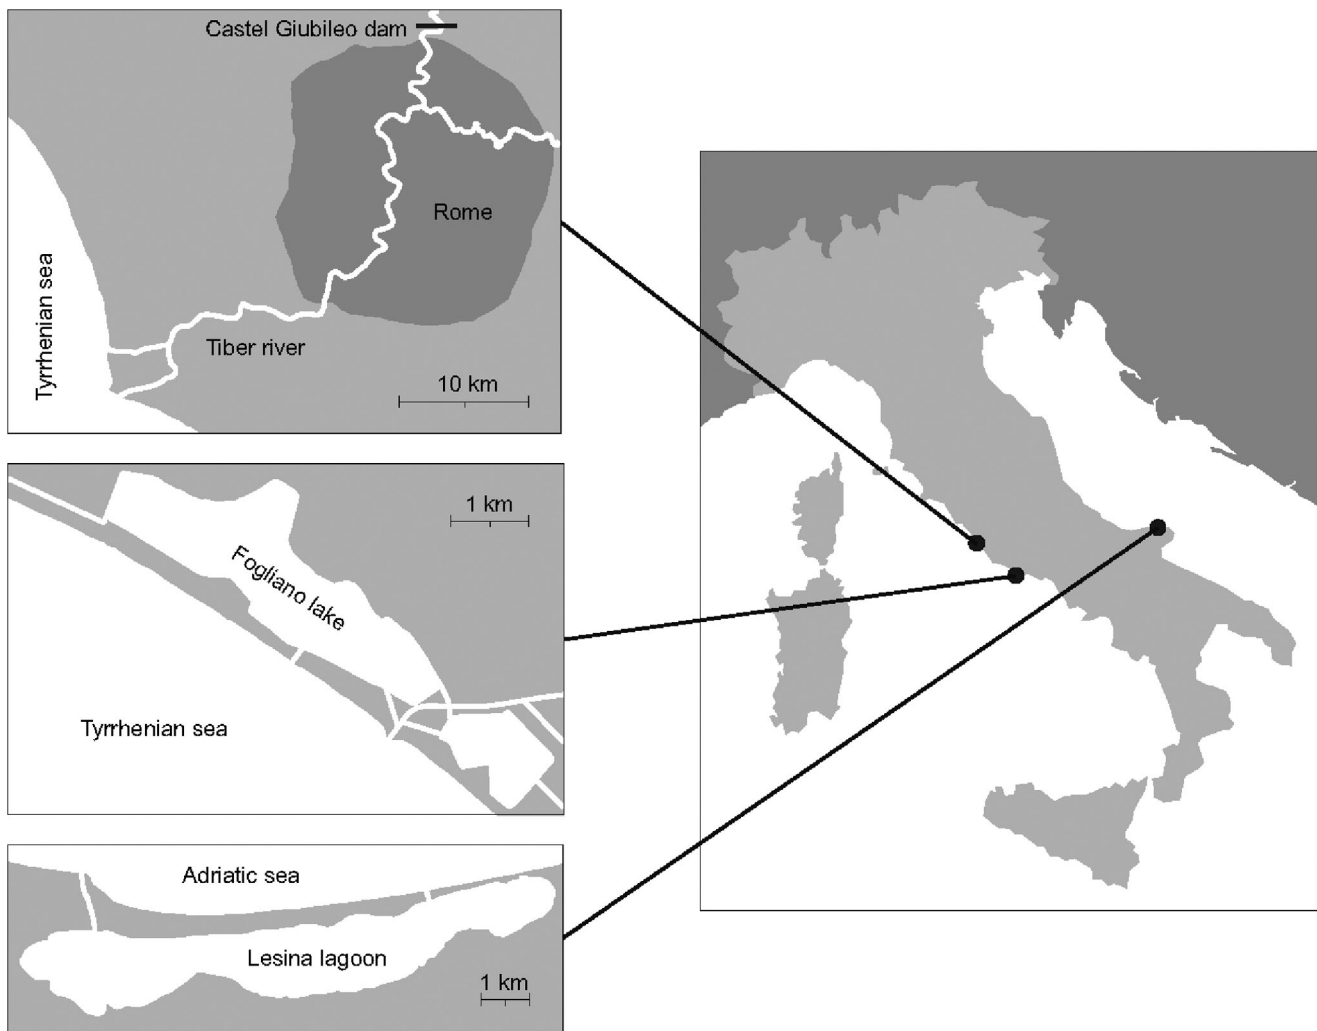 Castel Giubileo dam
Rome
Tyrrhenian sea
Tiber river
10 km
1 km
Fogliano lake
Tyrrhenian sea
Adriatic sea
Lesina lagoon
1 km